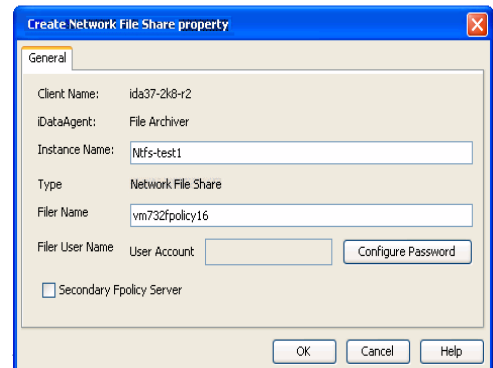 Create Network File Share property
General
Client Name: ida37-2k8-r2
iDataAgent: File Archiver
Instance Name: Ntfs-test1
Type Network File Share
Filer Name vm732fpolicy16
Filer User Name User Account Configure Password
Secondary Fpolicy Server
OK Cancel Help